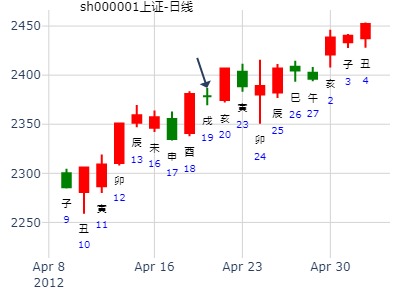 sh000001上证-日线
2450
2400
2350
2300
2250
子
9
丑
10
寅
11
卯
12
辰
13
未
16
申
17
酉
18
戌
19
亥
20
寅
23
卯
24
辰
25
巳
26
午
27
亥
2
子
3
丑
4
Apr 8
2012
Apr 16
Apr 23
Apr 30